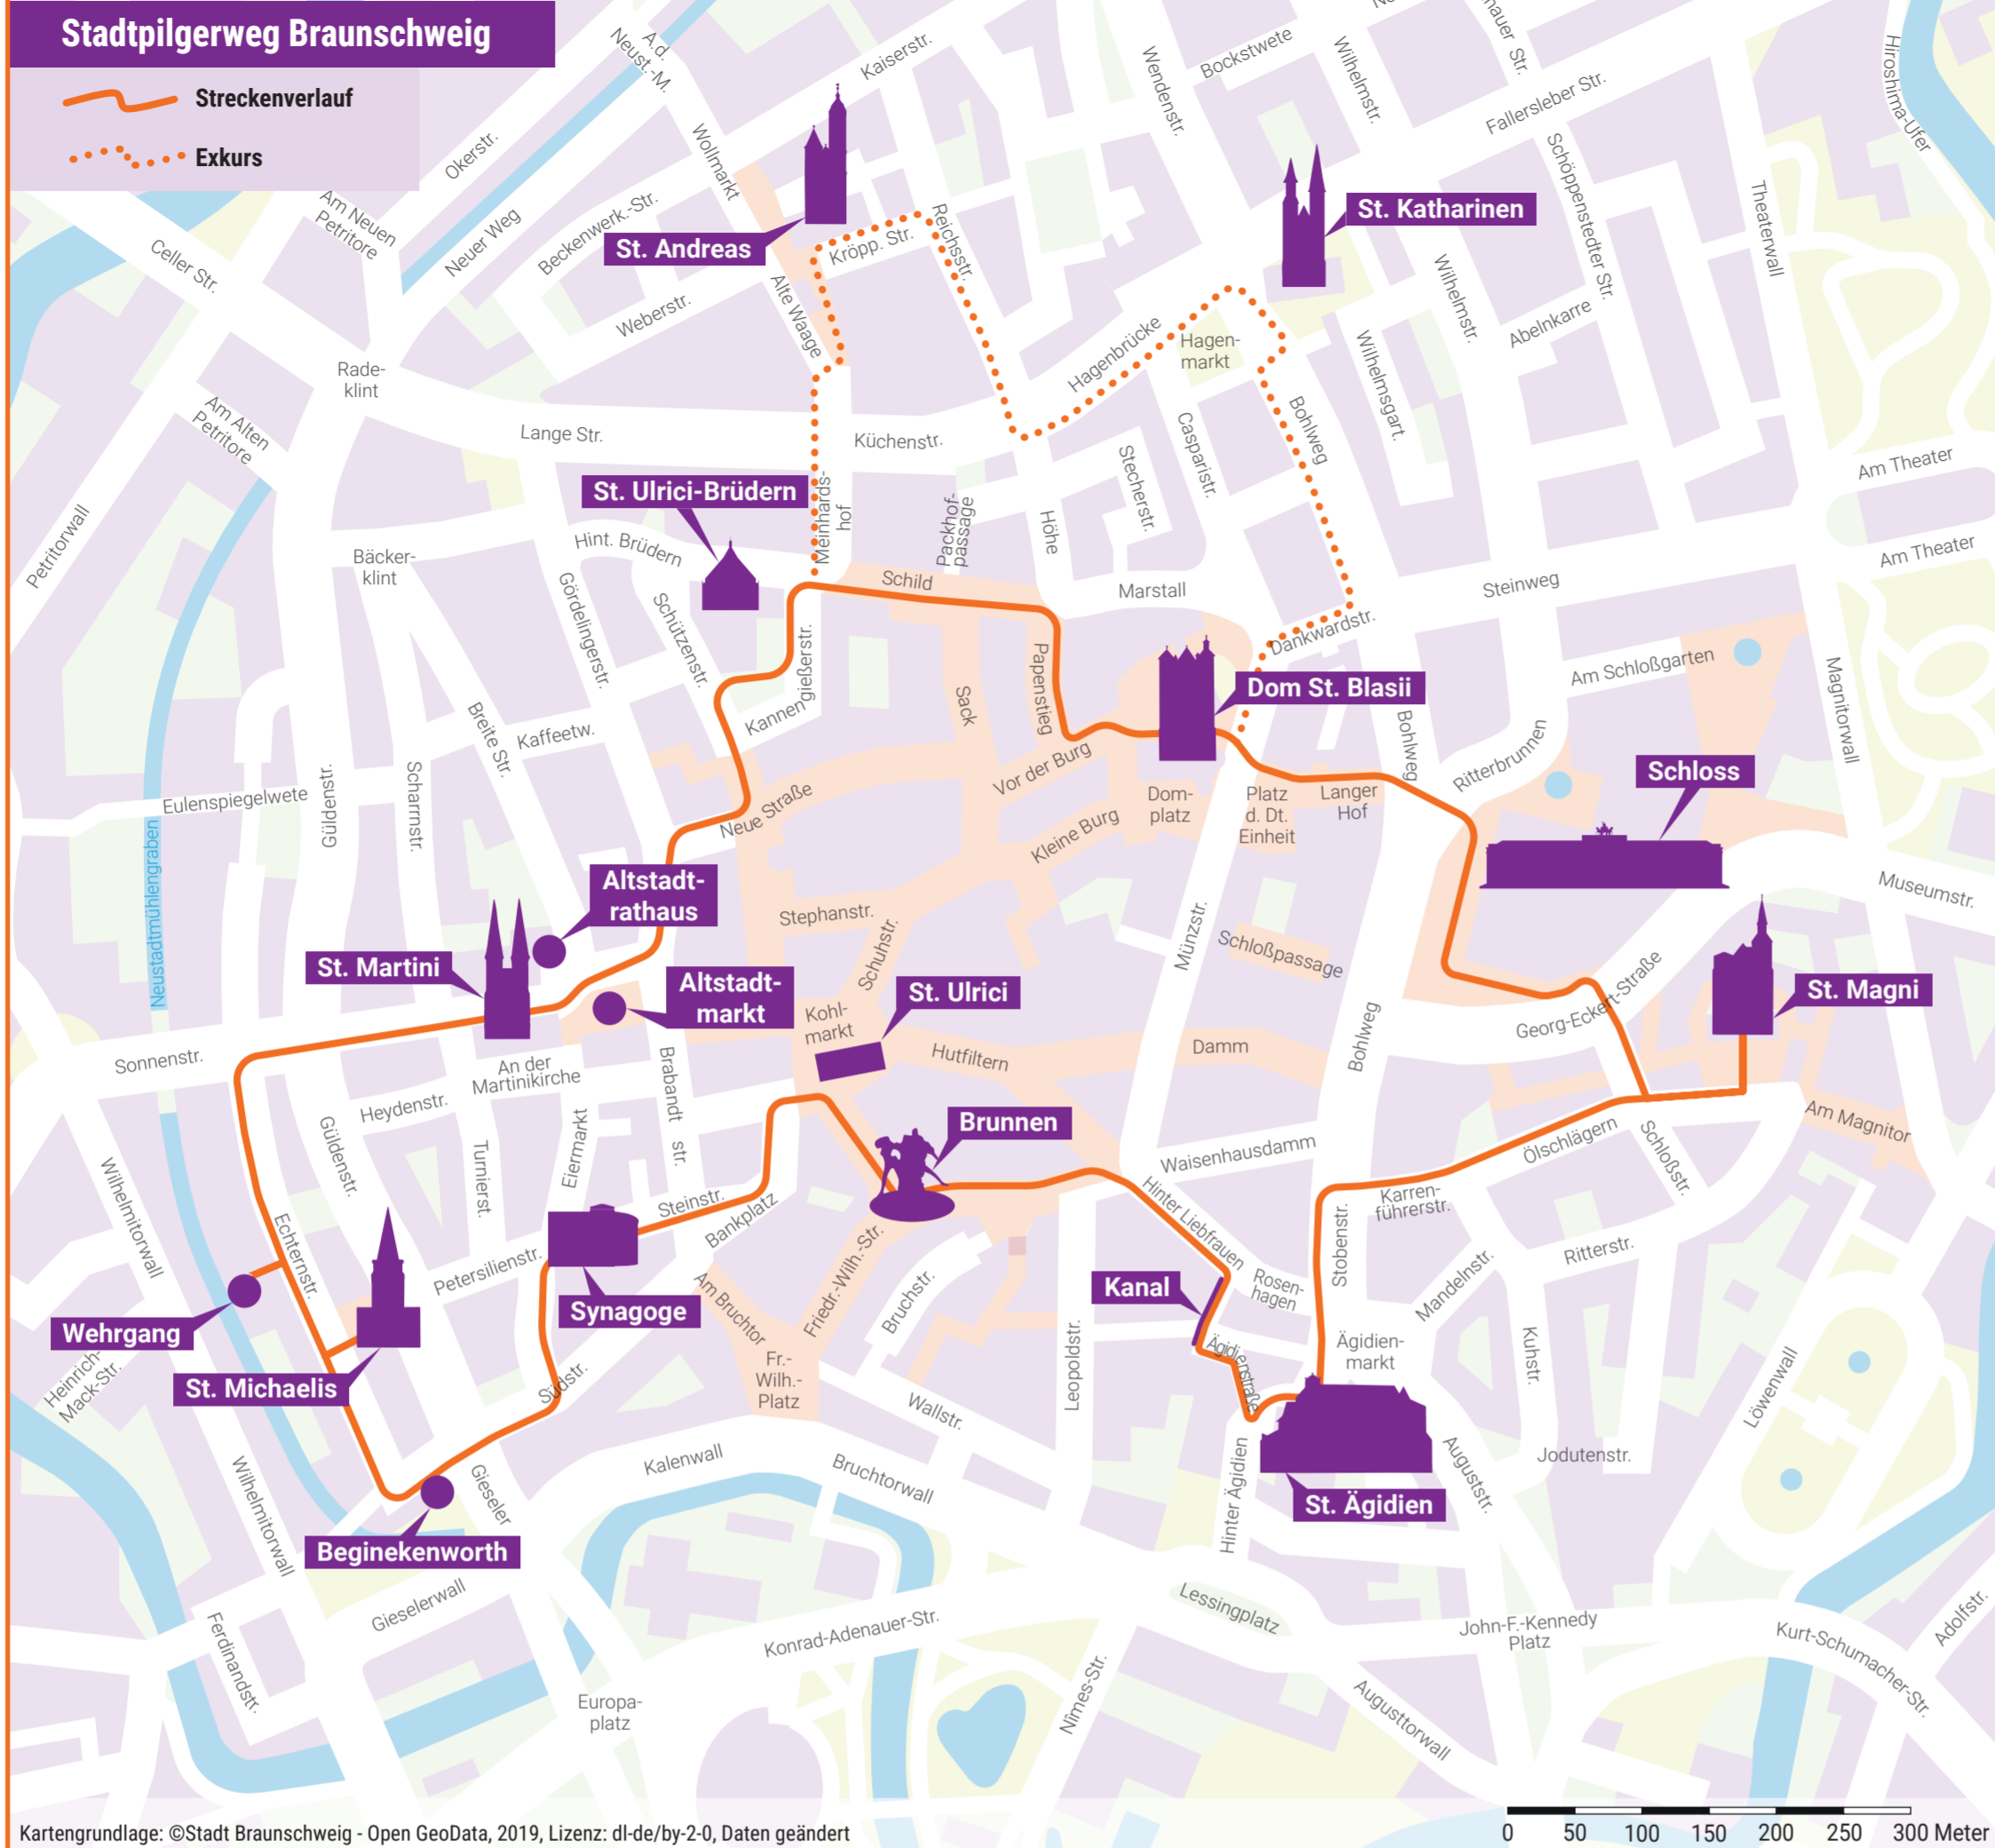 Stadtpilgerweg Braunschweig
Streckenverlauf
Exkurs
A.d.
Neust.-M.
Kaiserstr.
Wendenstr.
Bockstwete
Wilhelmstr.
Fallersleber Str.
Hiroshima-Ufer
Okerstr.
Wollmarkt
Schöppenstedter Str.
Theaterwall
Am Neuen
Petritore
Neuer Weg
Beckenwerk.-Str.
St. Andreas
Kröpp. Str.
Reichsstr.
St. Katharinen
Celler Str.
Weberstr.
Alte Waage
Hagenbrücke
Hagen-
markt
Wilhelmstr.
Abelnkarre
Wilhelmsgart.
Rade-
klint
Am Alten
Petritore
Lange Str.
Küchenstr.
Casparistr.
Bohlweg
Stecherstr.
Am Theater
St. Ulrici-Brüdern
Meinhards-
hof
Packhof-
passage
Höhe
Petritorwall
Bäcker-
klint
Hint. Brüdern
Am Theater
Gördelingerstr.
Schützenstr.
Schild
Marstall
Steinweg
Dankwardstr.
Kannengießerstr.
Papenstieg
Sack
Dom St. Blasii
Am Schloßgarten
Magnitorwall
Breite Str.
Kaffeetw.
Vor der Burg
Bohlweg
Ritterbrunnen
Schloss
Eulenspiegelwete
Güldenstr.
Scharrnstr.
Neue Straße
Kleine Burg
Dom-
platz
Platz
d. Dt.
Einheit
Langer
Hof
Neustadtmühlengraben
Altstadt-
rathaus
Stephanstr.
Schuhstr.
Münzstr.
Schloßpassage
Museumstr.
St. Martini
Altstadt-
markt
Kohl-
markt
St. Ulrici
Georg-Eckert-Straße
St. Magni
Sonnenstr.
An der
Martinikirche
Brabandt
str.
Hutfiltern
Damm
Bohlweg
Heydenstr.
Güldenstr.
Turnierst.
Eiermarkt
Brunnen
Waisenhausdamm
Ölschlägern
Schloßstr.
Am Magnitor
Wilhelmitorwall
Echternstr.
Steinstr.
Bankplatz
Hinter Liebfrauen
Karren-
führerstr.
Stobenstr.
Petersilienstr.
Friedr.-Wilh.-Str.
Bruchstr.
Rosen-
hagen
Mandelnstr.
Ritterstr.
Wehrgang
Synagoge
Am Bruchtor
Kanal
Heinrich-
Mack-Str.
St. Michaelis
Südstr.
Fr.-
Wilh.-
Platz
Leopoldstr.
Ägidienstraße
Ägidien-
markt
Kuhstr.
Löwenwall
Wallstr.
Wilhelmitorwall
Gieseler
Kalenwall
Bruchtorwall
Hinter Ägidien
St. Ägidien
Auguststr.
Jodutenstr.
Beginekenworth
Gieselerwall
Ferdinandstr.
Konrad-Adenauer-Str.
Lessingplatz
John-F.-Kennedy
Platz
Kurt-Schumacher-Str.
Adolfstr.
Europa-
platz
Nîmes-Str.
Augusttorwall
Kartengrundlage: ©Stadt Braunschweig - Open GeoData, 2019, Lizenz: dl-de/by-2-0, Daten geändert
0 50 100 150 200 250 300 Meter